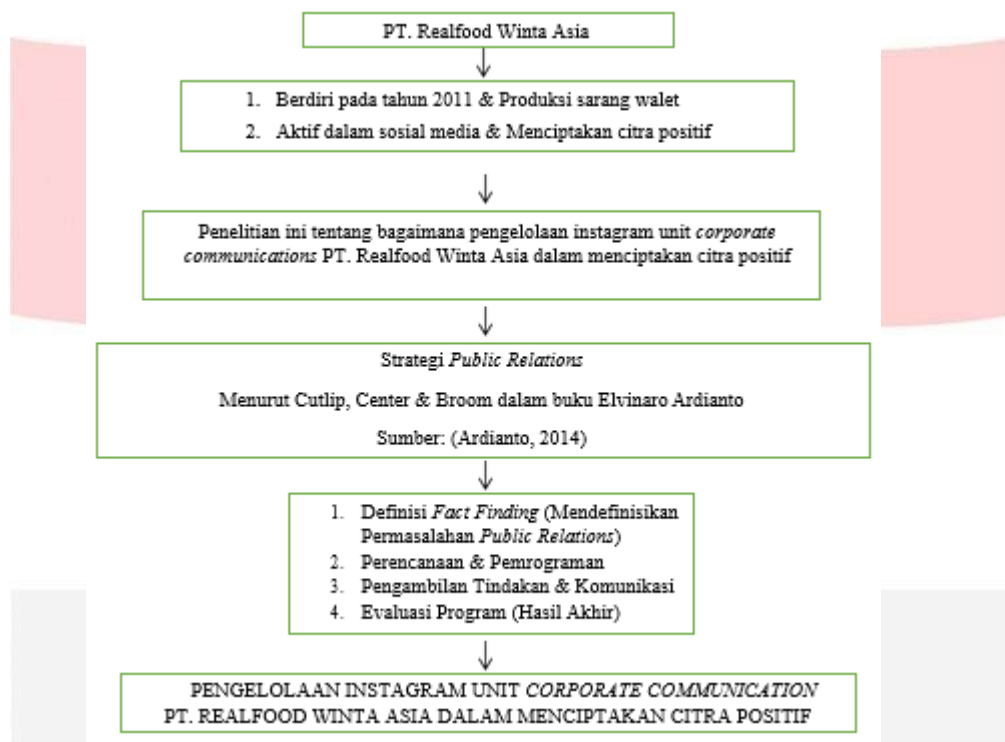 PT. Realfood Winta Asia
1. Berdiri pada tahun 2011 & Produksi sarang walet
2. Aktif dalam sosial media & Menciptakan citra positif
Penelitian ini tentang bagaimana pengelolaan instagram unit corporate
communications PT. Realfood Winta Asia dalam menciptakan citra positif
Strategi Public Relations
Menurut Cutlip, Center & Broom dalam buku Elvinaro Ardianto
Sumber: (Ardianto, 2014)
1. Definisi Fact Finding (Mendefinisikan
Permasalahan Public Relations)
2. Perencanaan & Pemrograman
3. Pengambilan Tindakan & Komunikasi
4. Evaluasi Program (Hasil Akhir)
PENGELOLAAN INSTAGRAM UNIT CORPORATE COMMUNICATION
PT. REALFOOD WINTA ASIA DALAM MENCIPTAKAN CITRA POSITIF